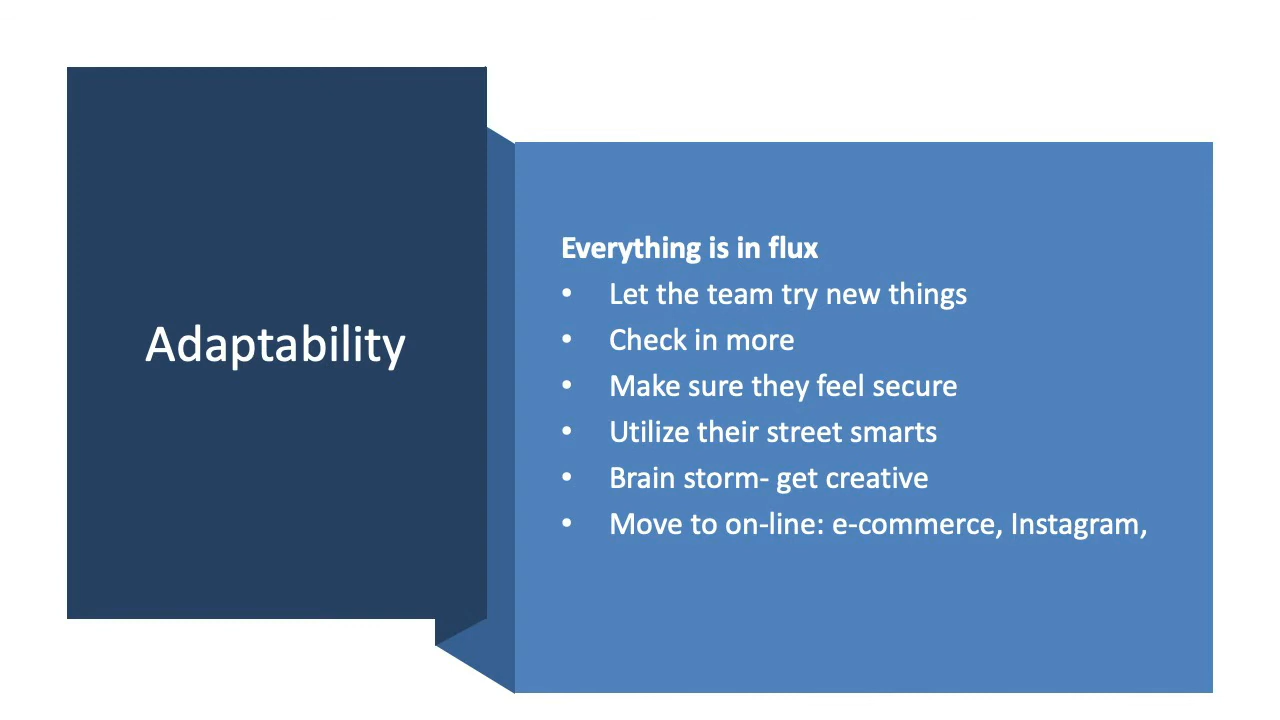 Adaptability
Everything is in flux
• Let the team try new things
• Check in more
• Make sure they feel secure
• Utilize their street smarts
• Brain storm- get creative
• Move to on-line: e-commerce, Instagram,